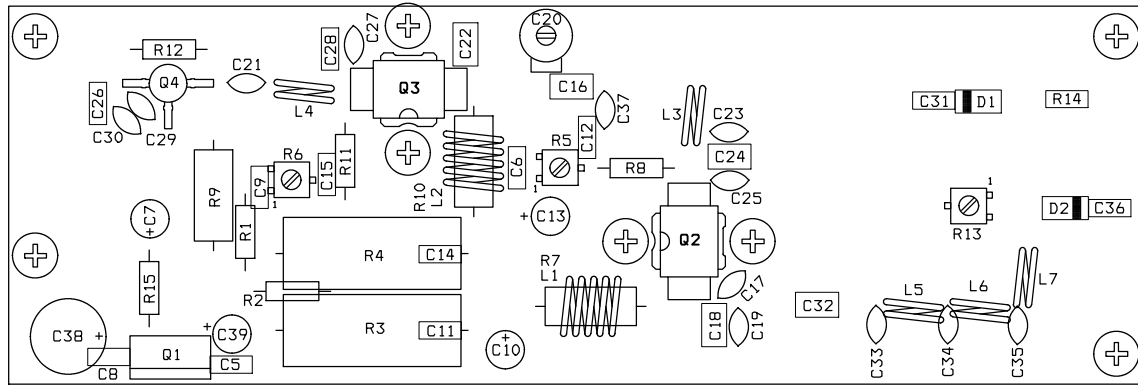 C20
C27
C28
C22
R12
C21
Q4
Q3
C16
C26
L4
C37
L3
C23
C31
D1
R14
C30
C29
C12
R5
R11
R6
C15
C6
C24
R8
C9
R9
R10
L2
1
1
C25
1
+
C7
R1
+
C13
D2
C36
Q2
R13
R4
C14
R7
L1
L7
R15
R2
C17
L5
L6
C32
C38
+
+
C39
R3
C11
+
C10
C18
C19
C33
C34
C35
Q1
C8
C5